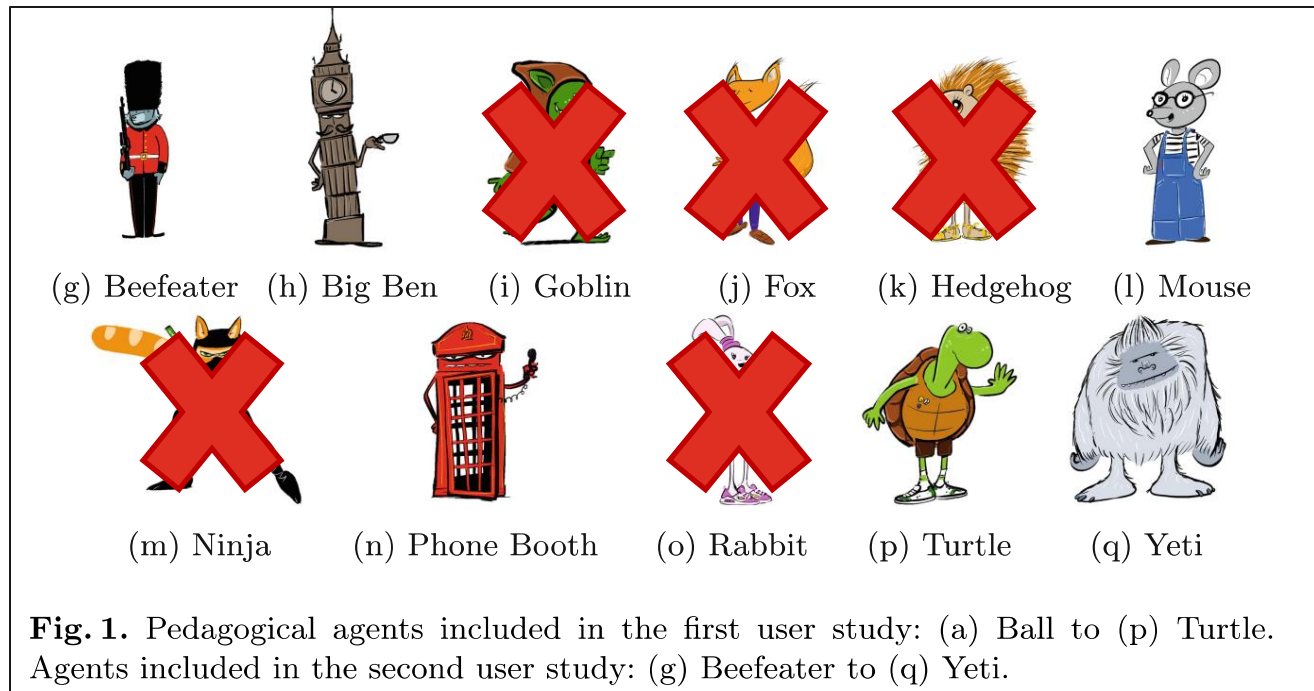 (g) Beefeater (h) Big Ben (i) Goblin (j) Fox (k) Hedgehog (l) Mouse
(m) Ninja (n) Phone Booth (o) Rabbit (p) Turtle (q) Yeti
Fig. 1. Pedagogical agents included in the first user study: (a) Ball to (p) Turtle.
Agents included in the second user study: (g) Beefeater to (q) Yeti.